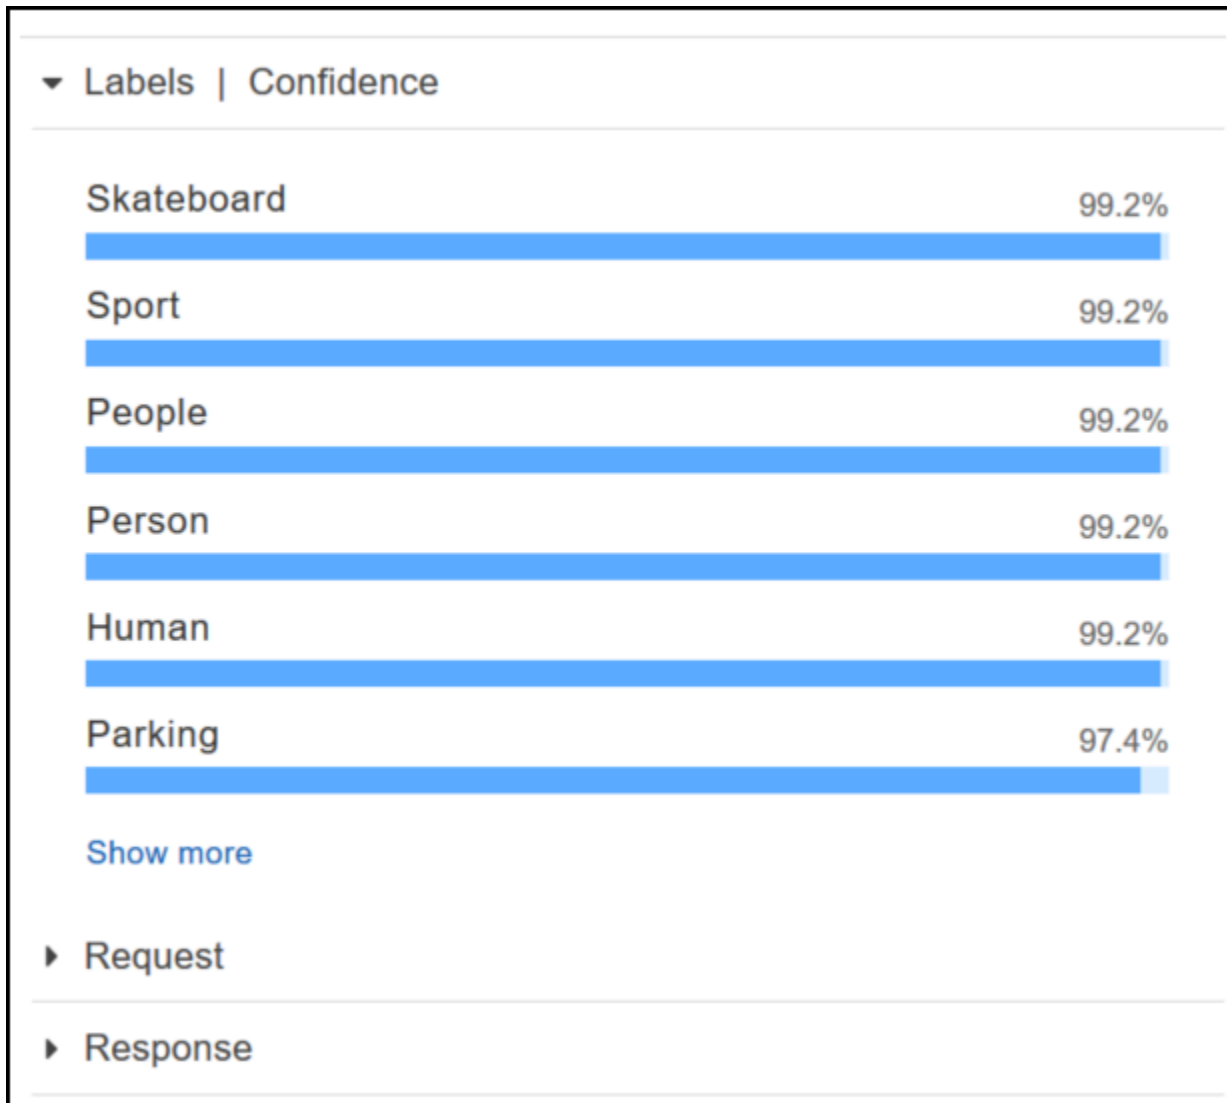 Labels | Confidence
Skateboard 99.2%
Sport 99.2%
People 99.2%
Person 99.2%
Human 99.2%
Parking 97.4%
Show more
Request
Response